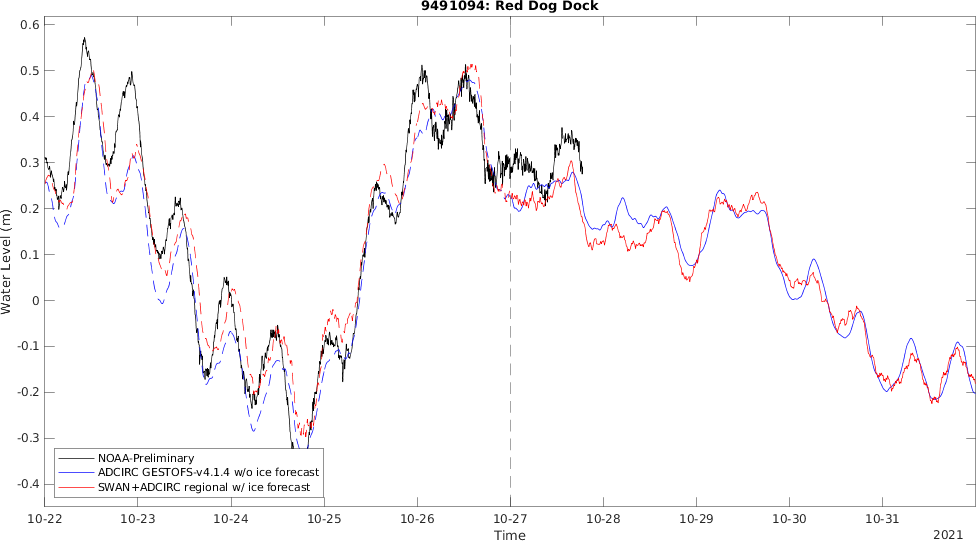 9491094: Red Dog Dock
0.6
0.5
0.4
0.3
0.2
0.1
0
-0.1
-0.2
-0.3
-0.4
Water Level (m)
NOAA-Preliminary
ADCIRC GESTOFS-v4.1.4 w/o ice forecast
SWAN+ADCIRC regional w/ ice forecast
10-22 10-23 10-24 10-25 10-26 10-27 10-28 10-29 10-30 10-31
Time
2021